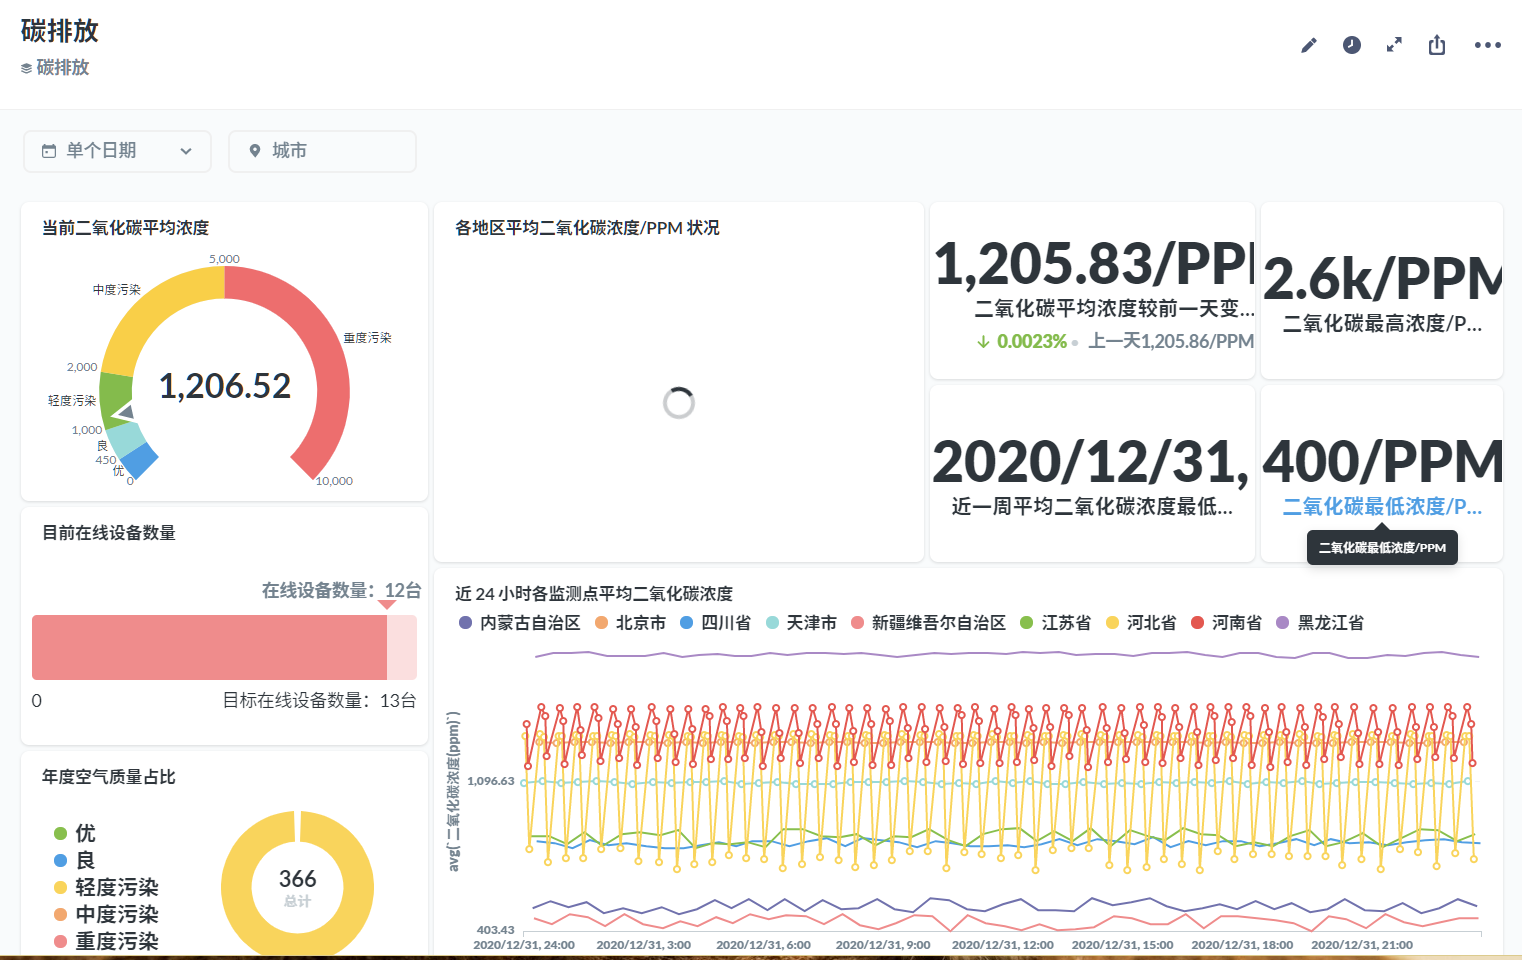 碳排放
碳排放
单个日期
城市
当前二氧化碳平均浓度
5,000
中度污染
重度污染
2,000
1,206.52
轻度污染
1,000
良
450
优
0
10,000
各地区平均二氧化碳浓度/PPM 状况
1,205.83/PPM
二氧化碳平均浓度较前一天变...
0.0023%
上一天1,205.86/PPM
2.6k/PPM
二氧化碳最高浓度/P...
2020/12/31,
近一周平均二氧化碳浓度最低...
400/PPM
二氧化碳最低浓度/P...
二氧化碳最低浓度/PPM
目前在线设备数量
在线设备数量：12台
0
目标在线设备数量：13台
年度空气质量占比
优
良
轻度污染
中度污染
重度污染
366
总计
近 24 小时各监测点平均二氧化碳浓度
内蒙古自治区 北京市 四川省 天津市 新疆维吾尔自治区 江苏省 河北省 河南省 黑龙江省
avg(`二氧化碳浓度(ppm)`)
1,096.63
403.43
2020/12/31, 24:00 2020/12/31, 3:00 2020/12/31, 6:00 2020/12/31, 9:00 2020/12/31, 12:00 2020/12/31, 15:00 2020/12/31, 18:00 2020/12/31, 21:00